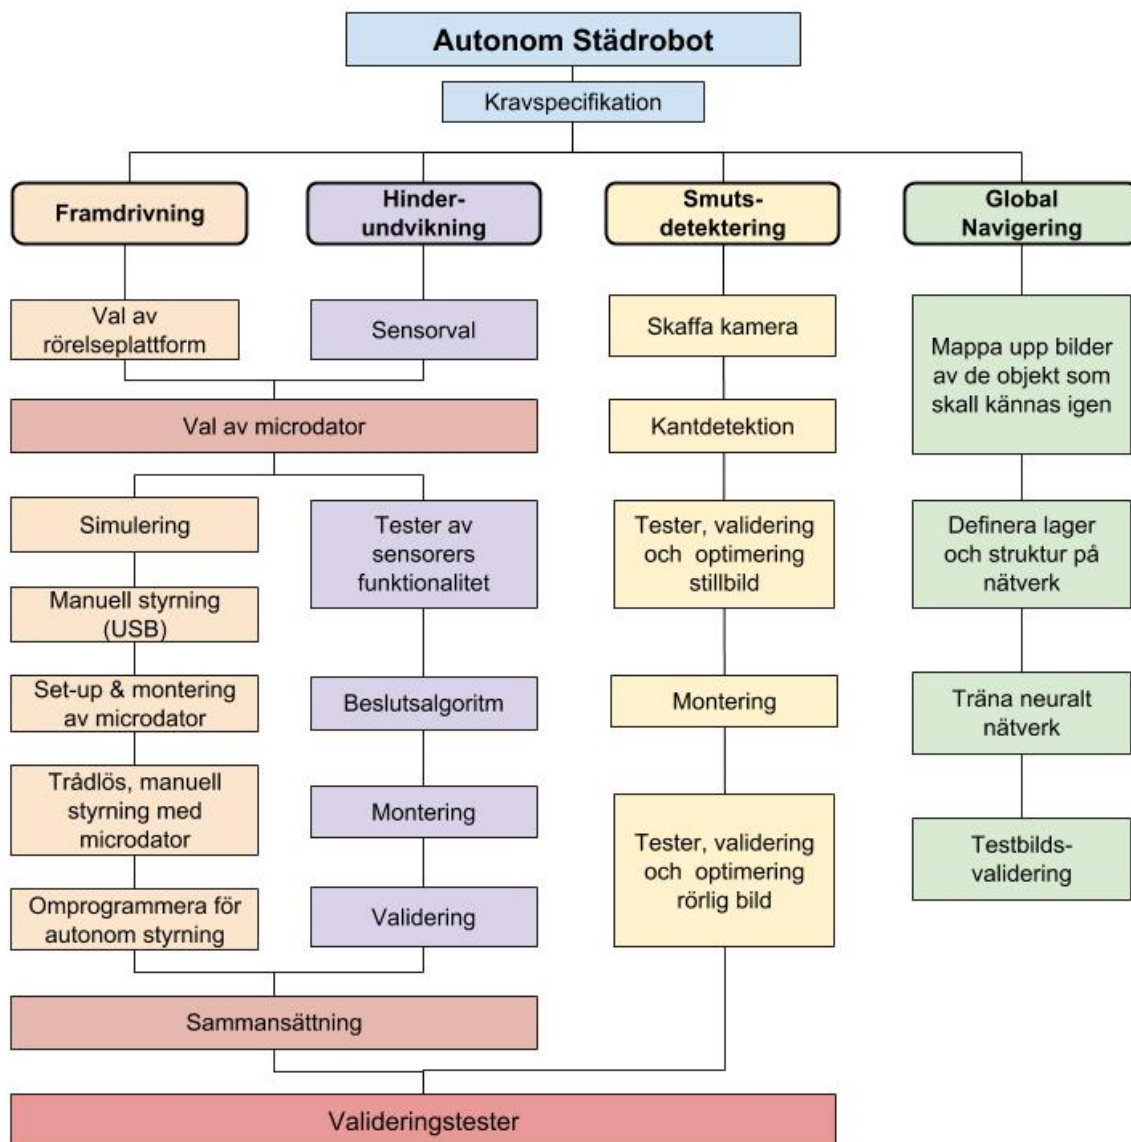 Autonom Städrobot
Kravspecifikation
Framdrivning
Hinder-
undvikning
Smuts-
detektering
Global
Navigering
Val av
rörelseplattform
Sensorval
Skaffa kamera
Mappa upp bilder
av de objekt som
skall kännas igen
Val av microdator
Kantdetektion
Simulering
Tester av
sensorers
funktionalitet
Tester, validering
och optimering
stillbild
Definera lager
och struktur på
nätverk
Manuell styrning
(USB)
Set-up & montering
av microdator
Beslutsalgoritm
Montering
Träna neuralt
nätverk
Trådlös, manuell
styrning med
microdator
Montering
Tester, validering
och optimering
rörlig bild
Testbilds-
validering
Omprogrammera för
autonom styrning
Validering
Sammansättning
Valideringstester